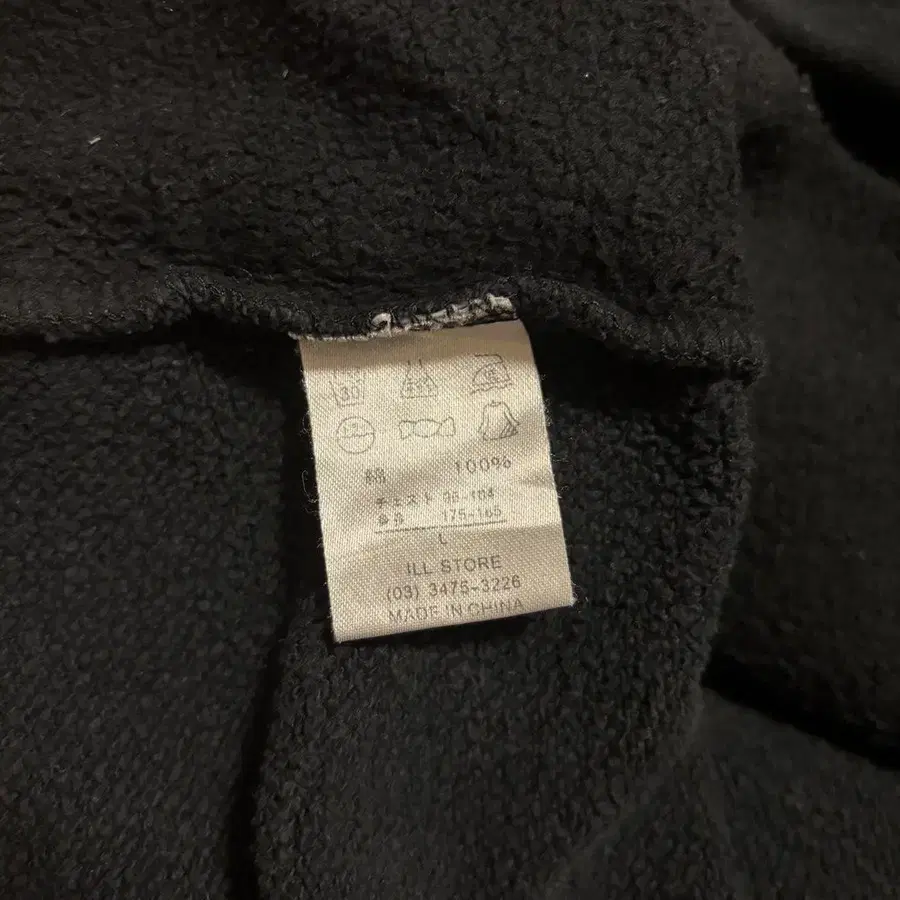 30
綿 100%
チェスト 96-104
身長 175-185
L
ILL STORE
(03) 3475-3226
MADE IN CHINA